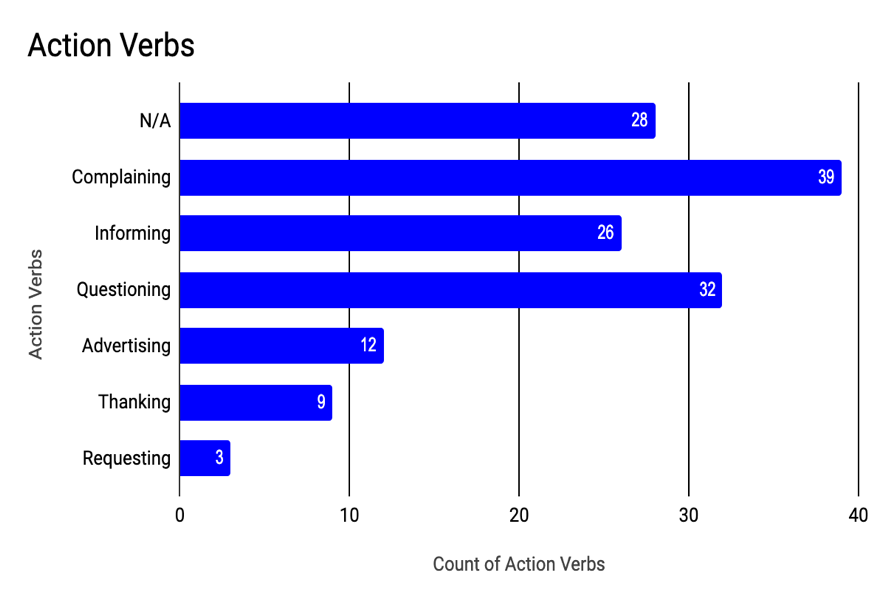 Action Verbs
N/A 28
Complaining 39
Informing 26
Questioning 32
Advertising 12
Thanking 9
Requesting 3
Action Verbs
0 10 20 30 40
Count of Action Verbs